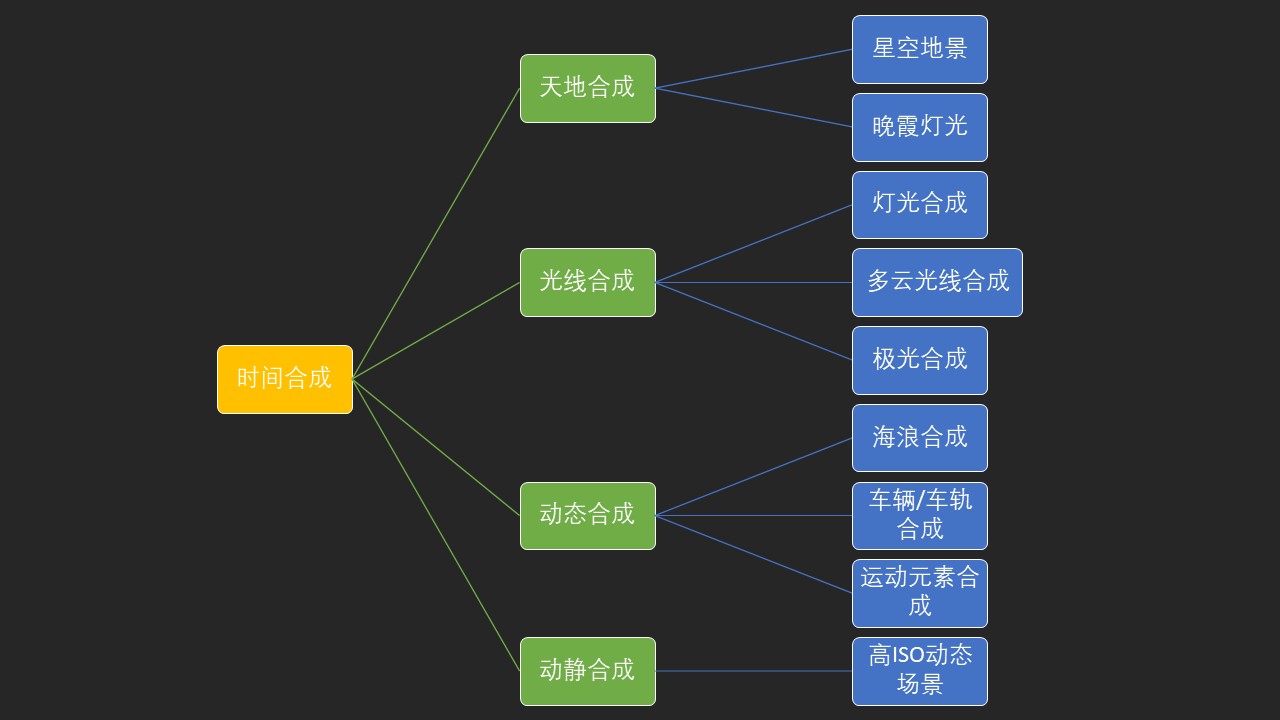 时间合成
天地合成
星空地景
晚霞灯光
光线合成
灯光合成
多云光线合成
极光合成
动态合成
海浪合成
车辆/车轨
合成
运动元素合
成
动静合成
高ISO动态
场景